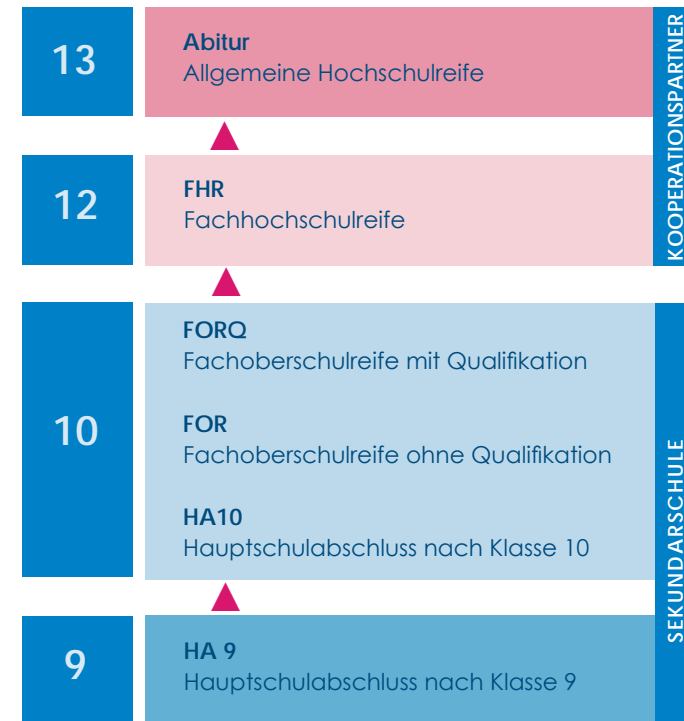 13
Abitur
Allgemeine Hochschulreife
12
FHR
Fachhochschulreife
KOOPERATIONSPARTNER
10
FORQ
Fachoberschulreife mit Qualifikation
FOR
Fachoberschulreife ohne Qualifikation
HA10
Hauptschulabschluss nach Klasse 10
9
HA 9
Hauptschulabschluss nach Klasse 9
SEKUNDARSCHULE